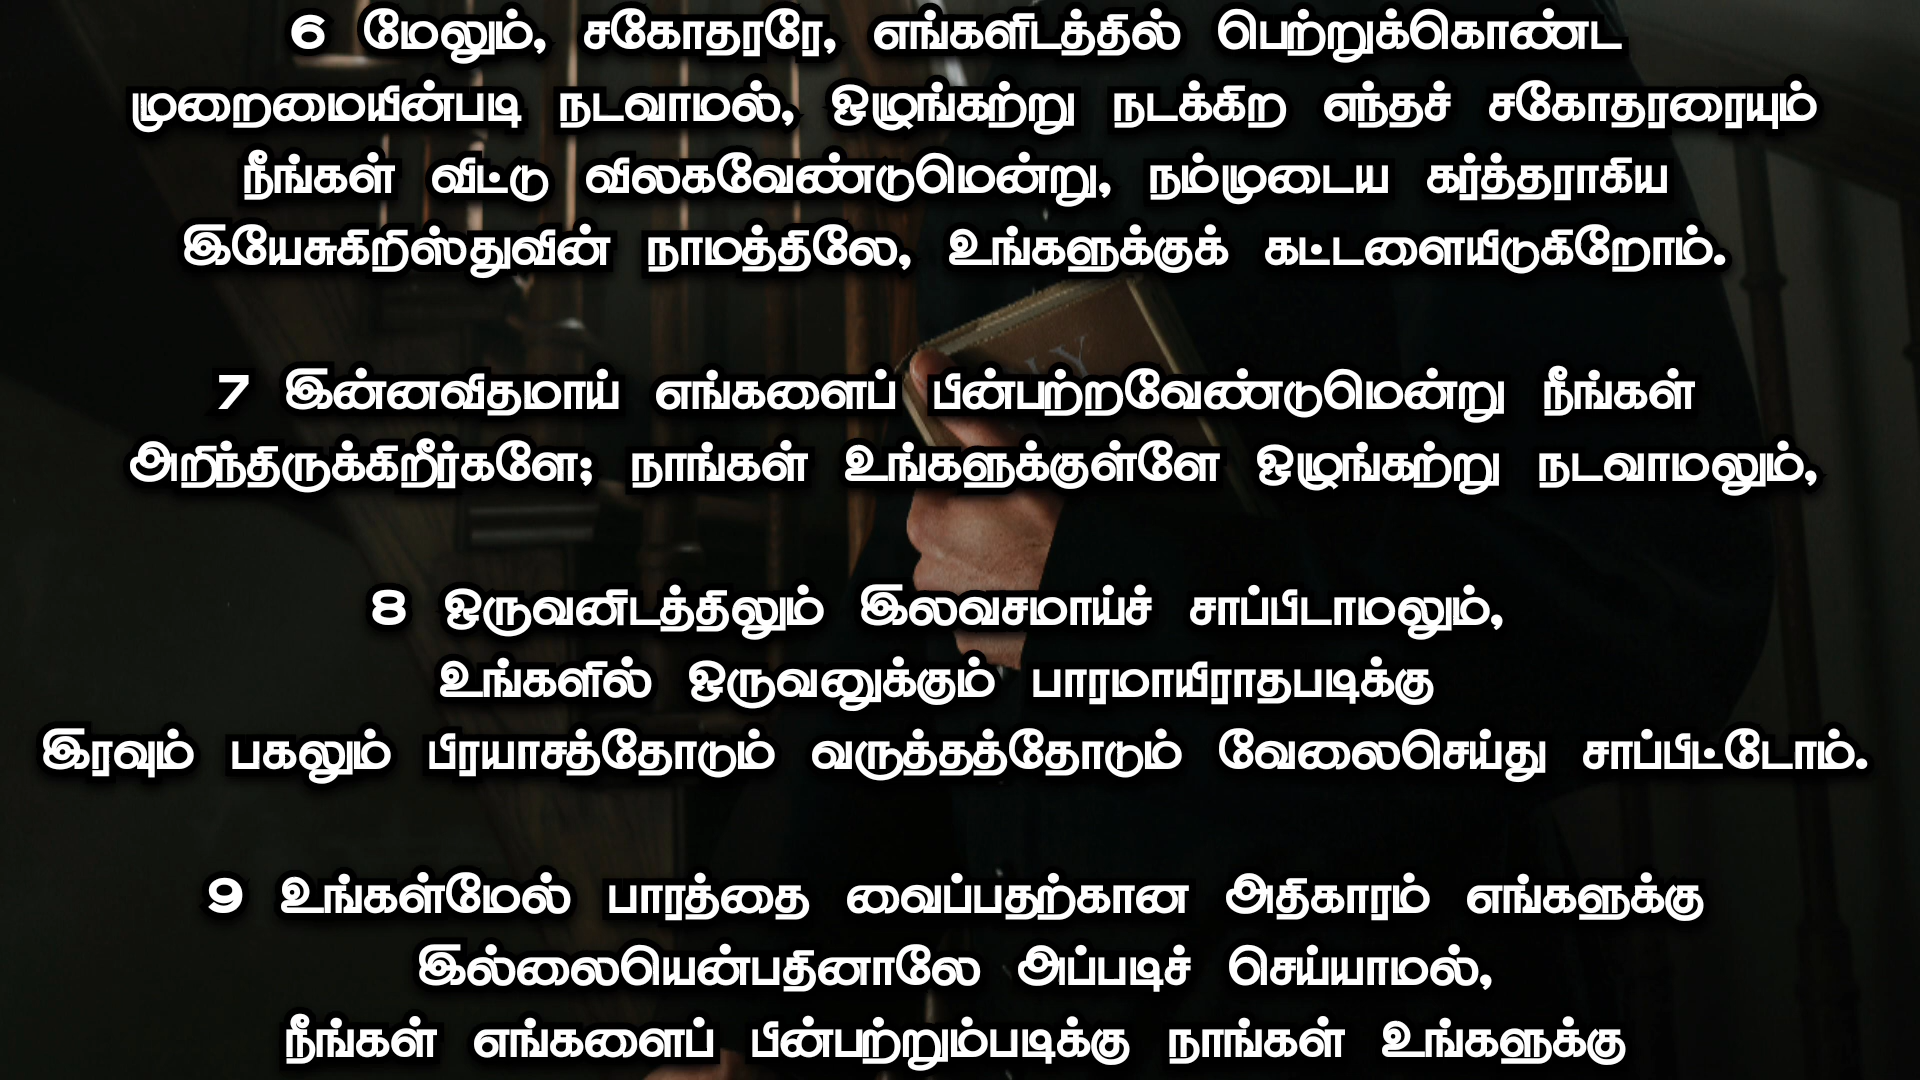 6 மேலும், சகோதரரே, எங்களிடத்தில் பெற்றுக்கொண்ட
முறைமையின்படி நடவாமல், ஒழுங்கற்று நடக்கிற எந்தச் சகோதரரையும்
நீங்கள் விட்டு விலகவேண்டுமென்று, நம்முடைய கர்த்தராகிய
இயேசுகிறிஸ்துவின் நாமத்திலே, உங்களுக்குக் கட்டளையிடுகிறோம்.
7 இன்னவிதமாய் எங்களைப் பின்பற்றவேண்டுமென்று நீங்கள்
அறிந்திருக்கிறீர்களே; நாங்கள் உங்களுக்குள்ளே ஒழுங்கற்று நடவாமலும்,
8 ஒருவனிடத்திலும் இலவசமாய்ச் சாப்பிடாமலும்,
உங்களில் ஒருவனுக்கும் பாரமாயிராதபடிக்கு
இரவும் பகலும் பிரயாசத்தோடும் வருத்தத்தோடும் வேலைசெய்து சாப்பிட்டோம்.
9 உங்கள்மேல் பாரத்தை வைப்பதற்கான அதிகாரம் எங்களுக்கு
இல்லையென்பதினாலே அப்படிச் செய்யாமல்,
நீங்கள் எங்களைப் பின்பற்றும்படிக்கு நாங்கள் உங்களுக்கு